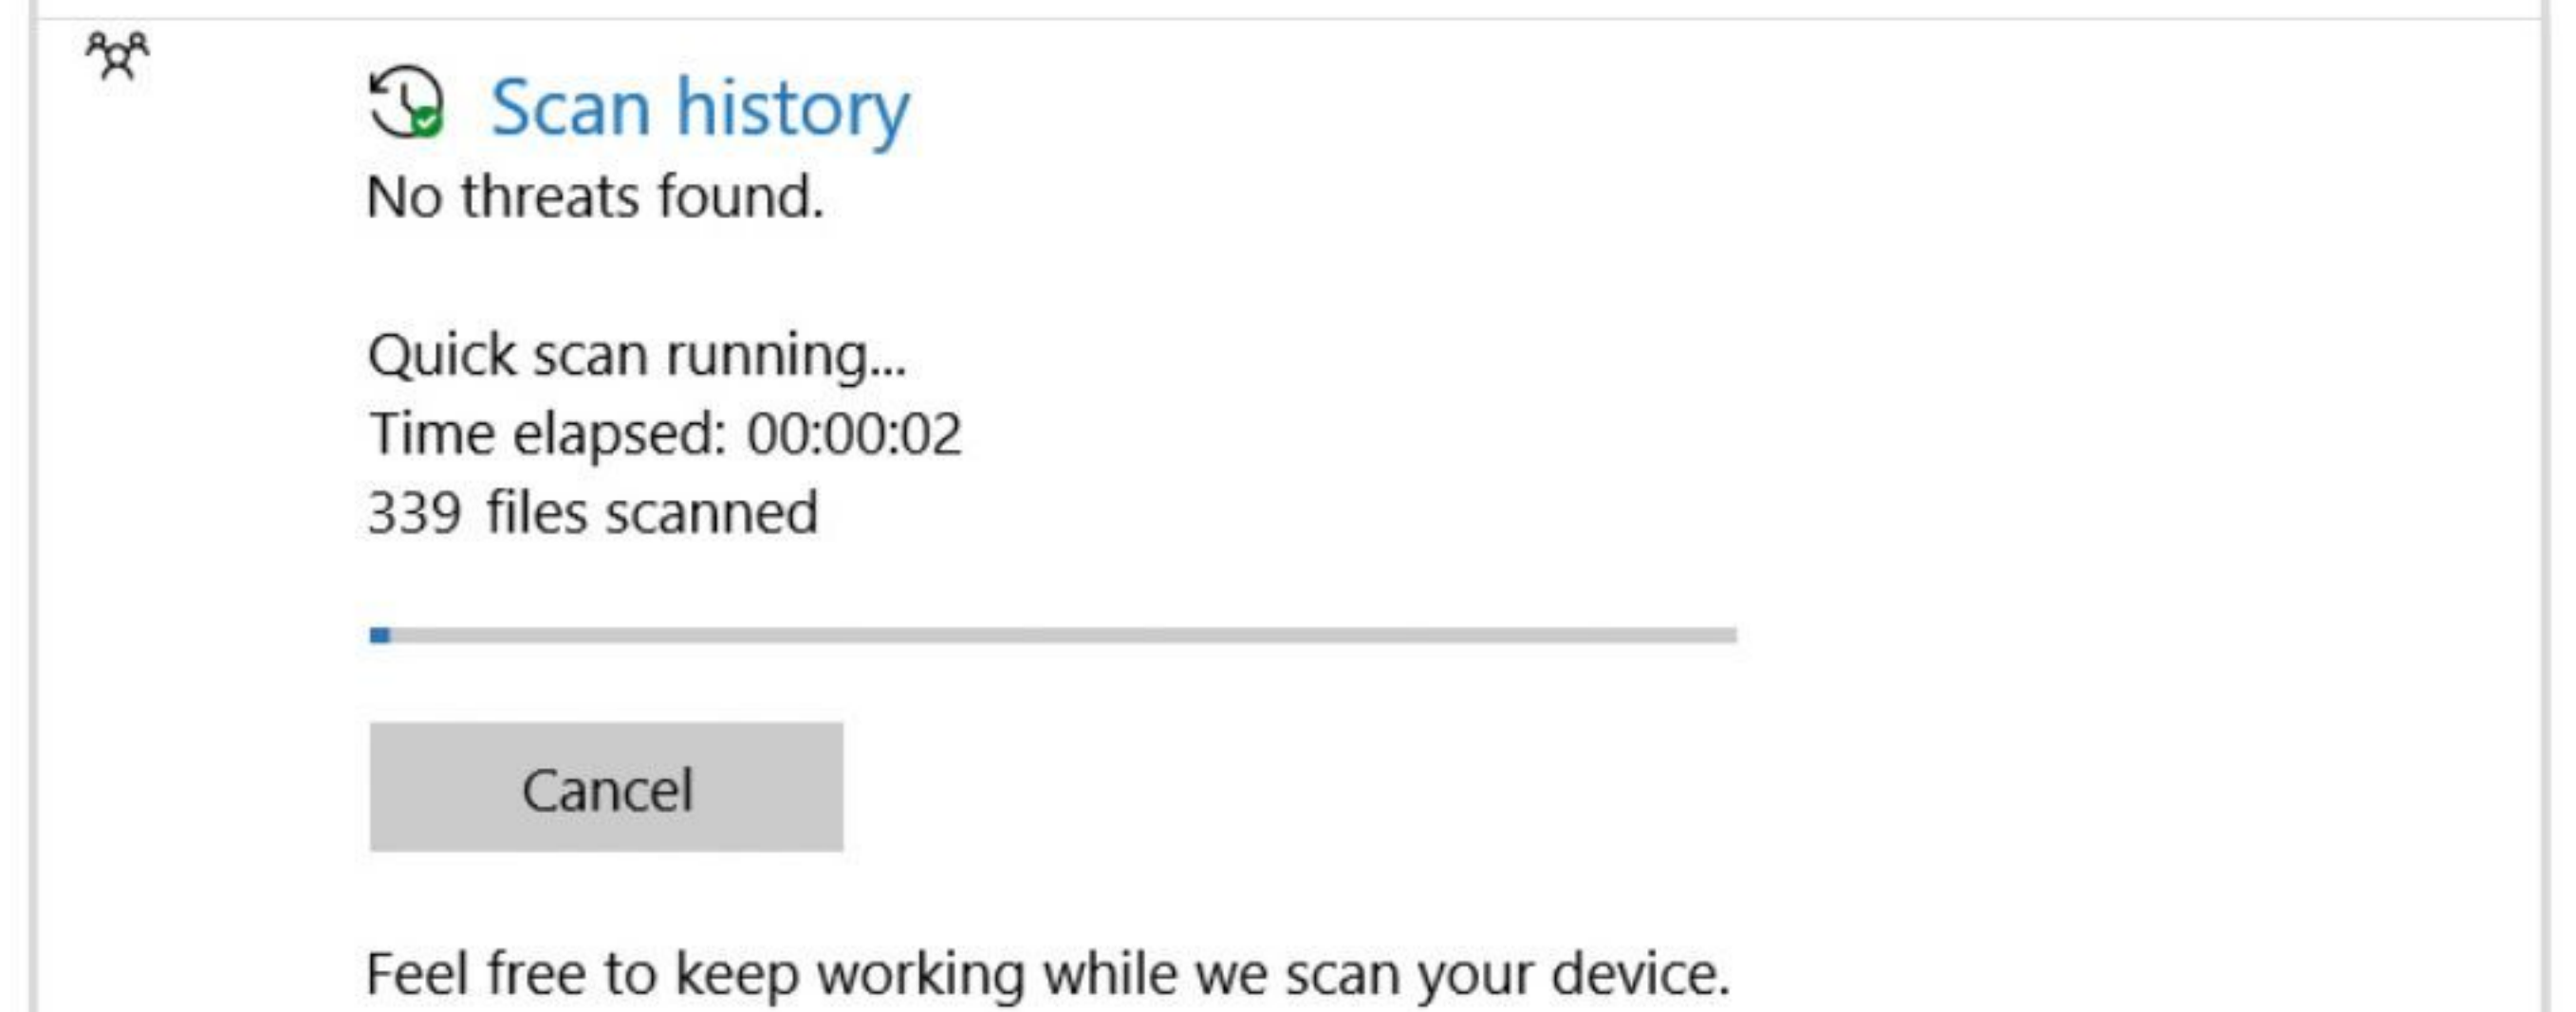 Scan history
No threats found.
Quick scan running...
Time elapsed: 00:00:02
339 files scanned
Cancel
Feel free to keep working while we scan your device.